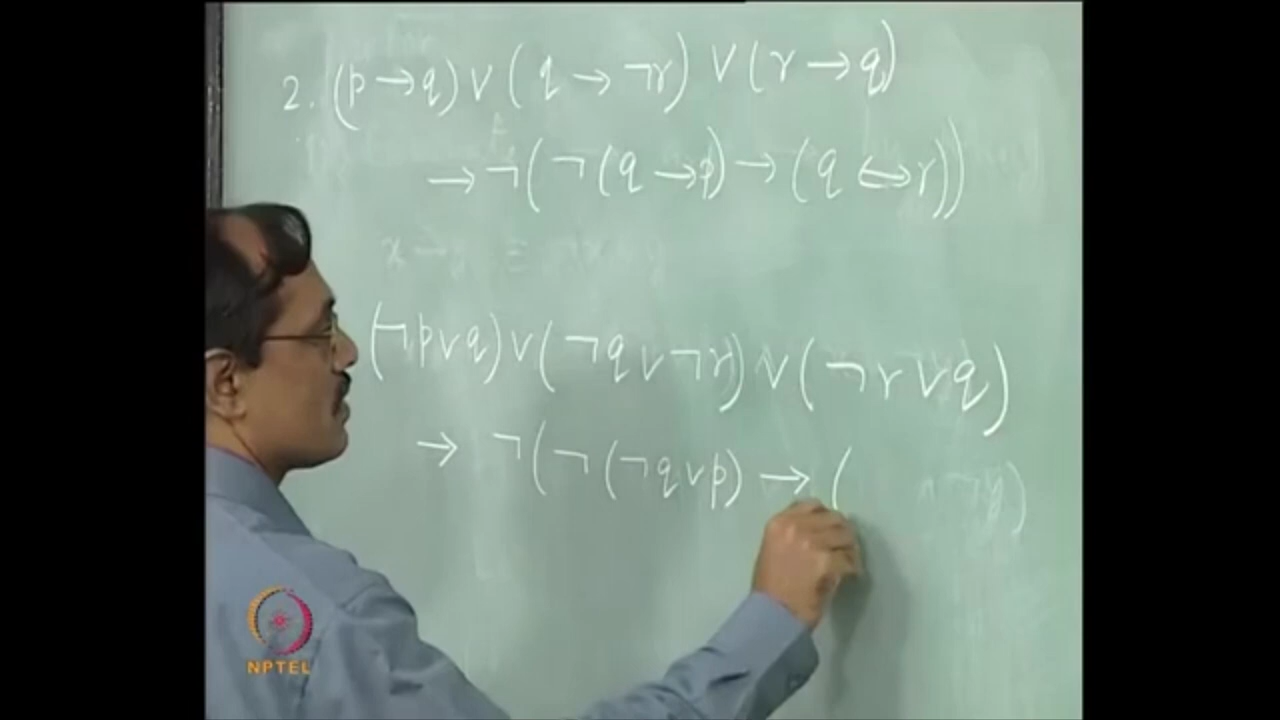 2. (p → q) ∨ (q → ¬r) ∨ (r → q)
→ ¬(¬(q → p) → (q ⇔ r))
(¬p ∨ q) ∨ (¬q ∨ ¬r) ∨ (¬r ∨ q)
→ ¬(¬(¬q ∨ p) → (
NPTEL